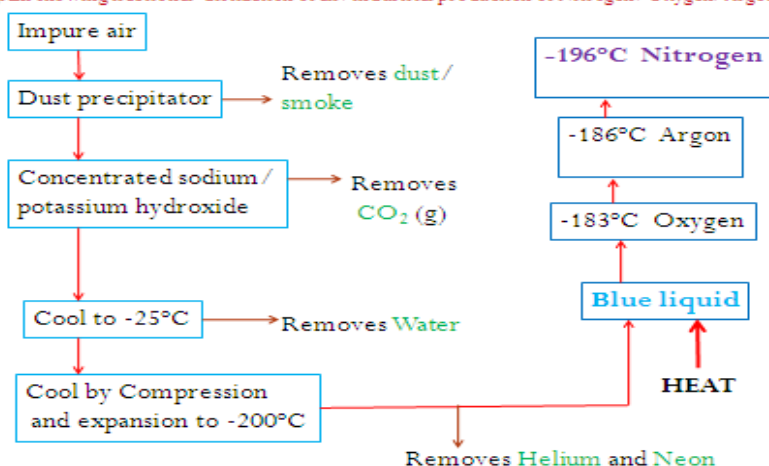 Impure air
Dust precipitator
Removes dust/
smoke
Concentrated sodium/
potassium hydroxide
Removes
CO₂ (g)
Cool to -25°C
Removes Water
Cool by Compression
and expansion to -200°C
Removes Helium and Neon
-196°C Nitrogen
-186°C Argon
-183°C Oxygen
Blue liquid
HEAT